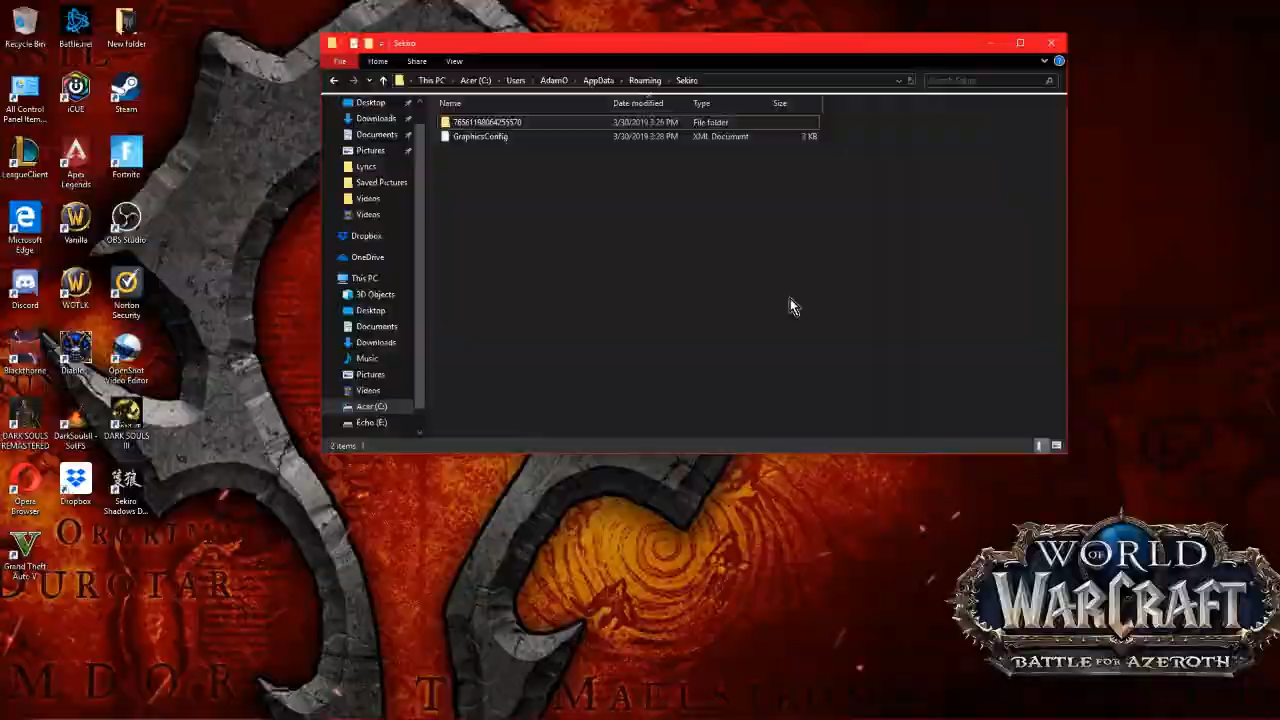 Recycle Bin
Battle.net
New folder
All Control Panel Item...
iCUE
Steam
LeagueClient
Apex Legends
Fortnite
Microsoft Edge
Vanilla
OBS Studio
Discord
WOTLK
Norton Security
Blackthorne
Diablo
OpenShot Video Editor
DARK SOULS REMASTERED
DarkSoulsII - SotFS
DARK SOULS III
Opera Browser
Dropbox
Sekiro Shadows D...
Grand Theft Auto V
Sekiro
File Home Share View
This PC > Acer (C:) > Users > AdamO > AppData > Roaming > Sekiro
Search Sekiro
Name Date modified Type Size
76561198064255570 3/30/2019 3:26 PM File folder
GraphicsConfig 3/30/2019 3:28 PM XML Document 3 KB
Desktop
Downloads
Documents
Pictures
Lyrics
Saved Pictures
Videos
Videos
Dropbox
OneDrive
This PC
3D Objects
Desktop
Documents
Downloads
Music
Pictures
Videos
Acer (C:)
Echo (E:)
2 items
DUROTAR
WORLD
OF
WARCRAFT
BATTLE FOR AZEROTH